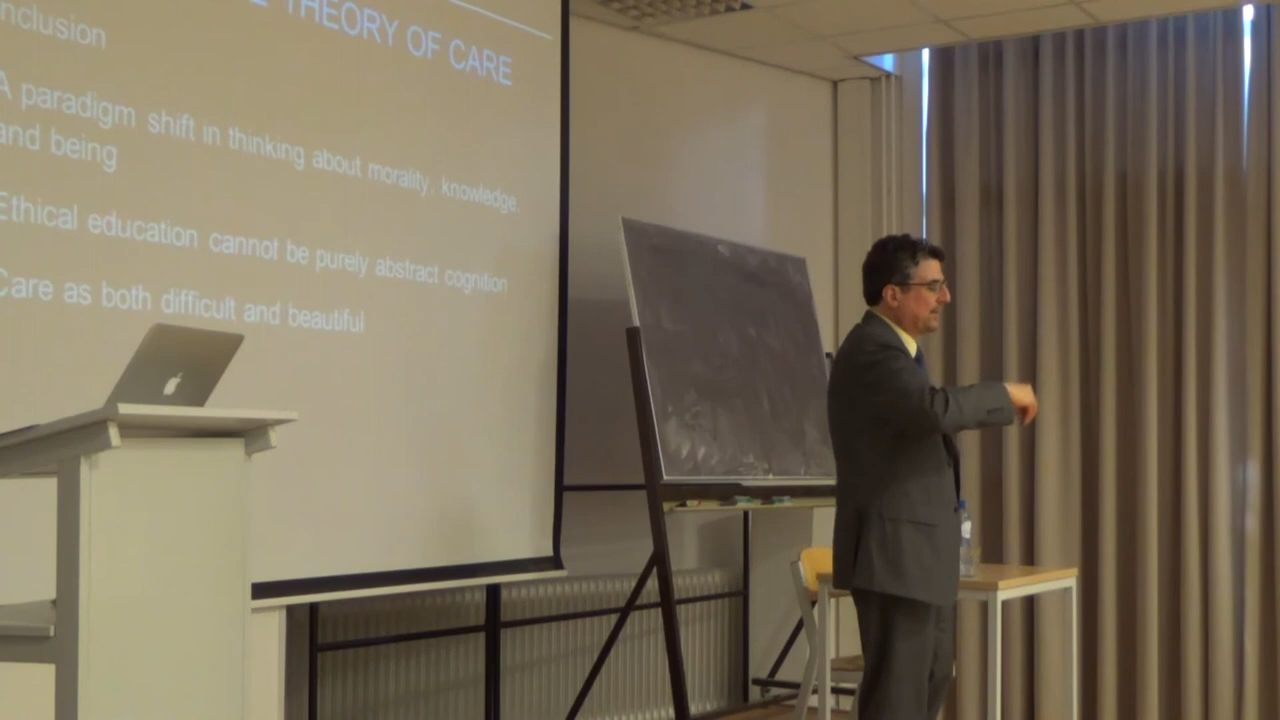 THEORY OF CARE
nclusion
A paradigm shift in thinking about morality, knowledge,
and being
Ethical education cannot be purely abstract cognition
Care as both difficult and beautiful